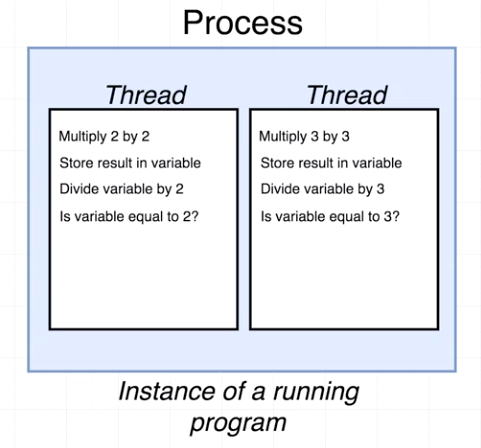 Process
Thread
Multiply 2 by 2
Store result in variable
Divide variable by 2
Is variable equal to 2?
Thread
Multiply 3 by 3
Store result in variable
Divide variable by 3
Is variable equal to 3?
Instance of a running
program